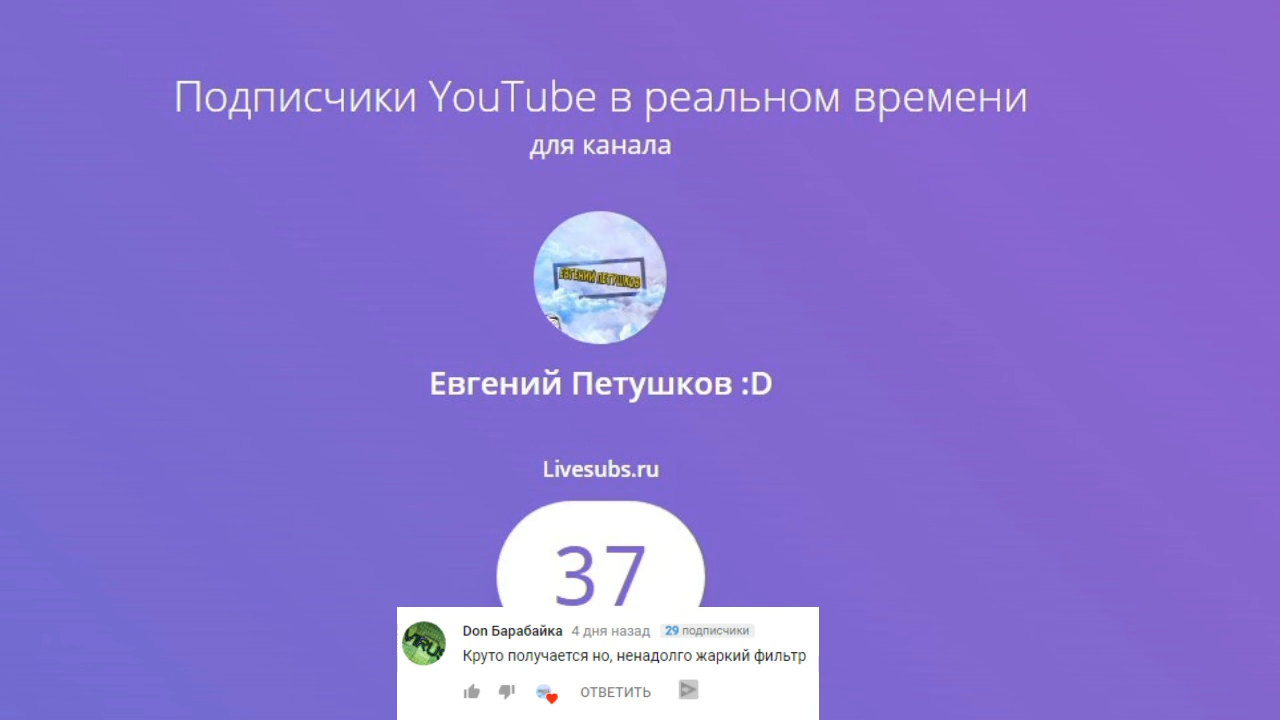 Подписчики YouTube в реальном времени
для канала
ЕВГЕНИЙ ПЕТУШКОВ
Евгений Петушков :D
Livesubs.ru
37
VIRUS
Don Барабайка 4 дня назад 29 подписчики
Круто получается но, ненадолго жаркий фильтр
ОТВЕТИТЬ